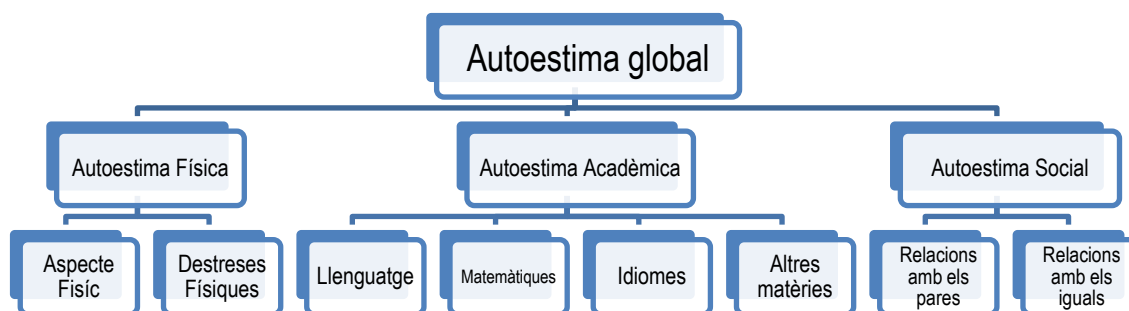 Autoestima global
Autoestima Física
Autoestima Acadèmica
Autoestima Social
Aspecte
Fisíc
Destreses
Físiques
Llenguatge
Matemàtiques
Idiomes
Altres
matèries
Relacions
amb els
pares
Relacions
amb els
iguals